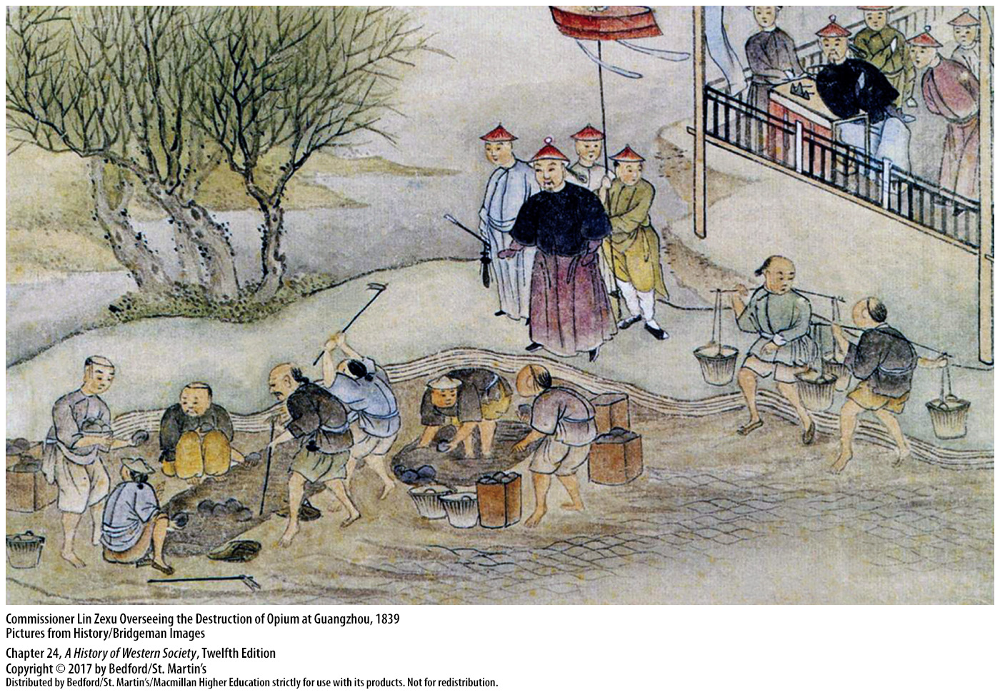 Commissioner Lin Zexu Overseeing the Destruction of Opium at Guangzhou, 1839
Pictures from History/Bridgeman Images
Chapter 24, A History of Western Society, Twelfth Edition
Copyright © 2017 by Bedford/St. Martin’s
Distributed by Bedford/St. Martin’s/Macmillan Higher Education strictly for use with its products. Not for redistribution.